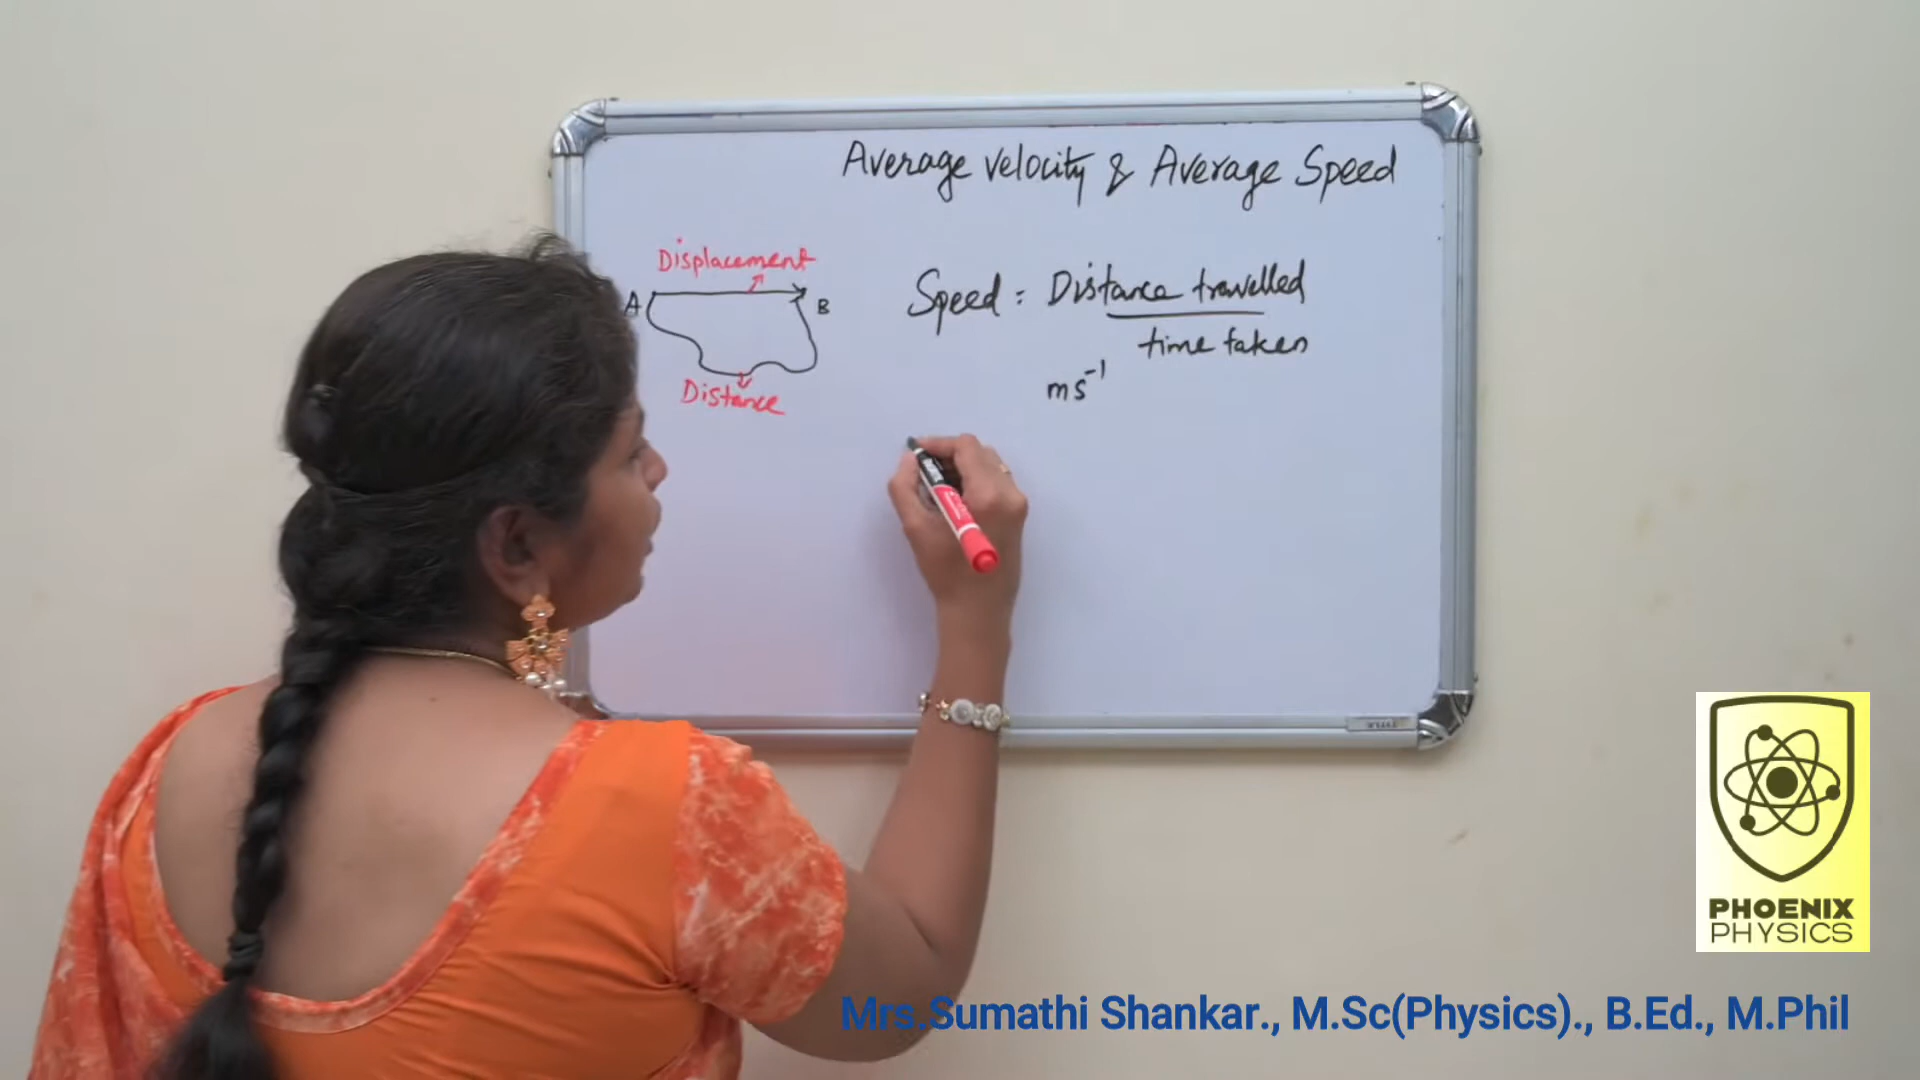 Average Velocity & Average Speed
Displacement
A
B
Distance
Speed = Distance travelled
time taken
ms⁻¹
PHOENIX
PHYSICS
Mrs.Sumathi Shankar., M.Sc(Physics)., B.Ed., M.Phil